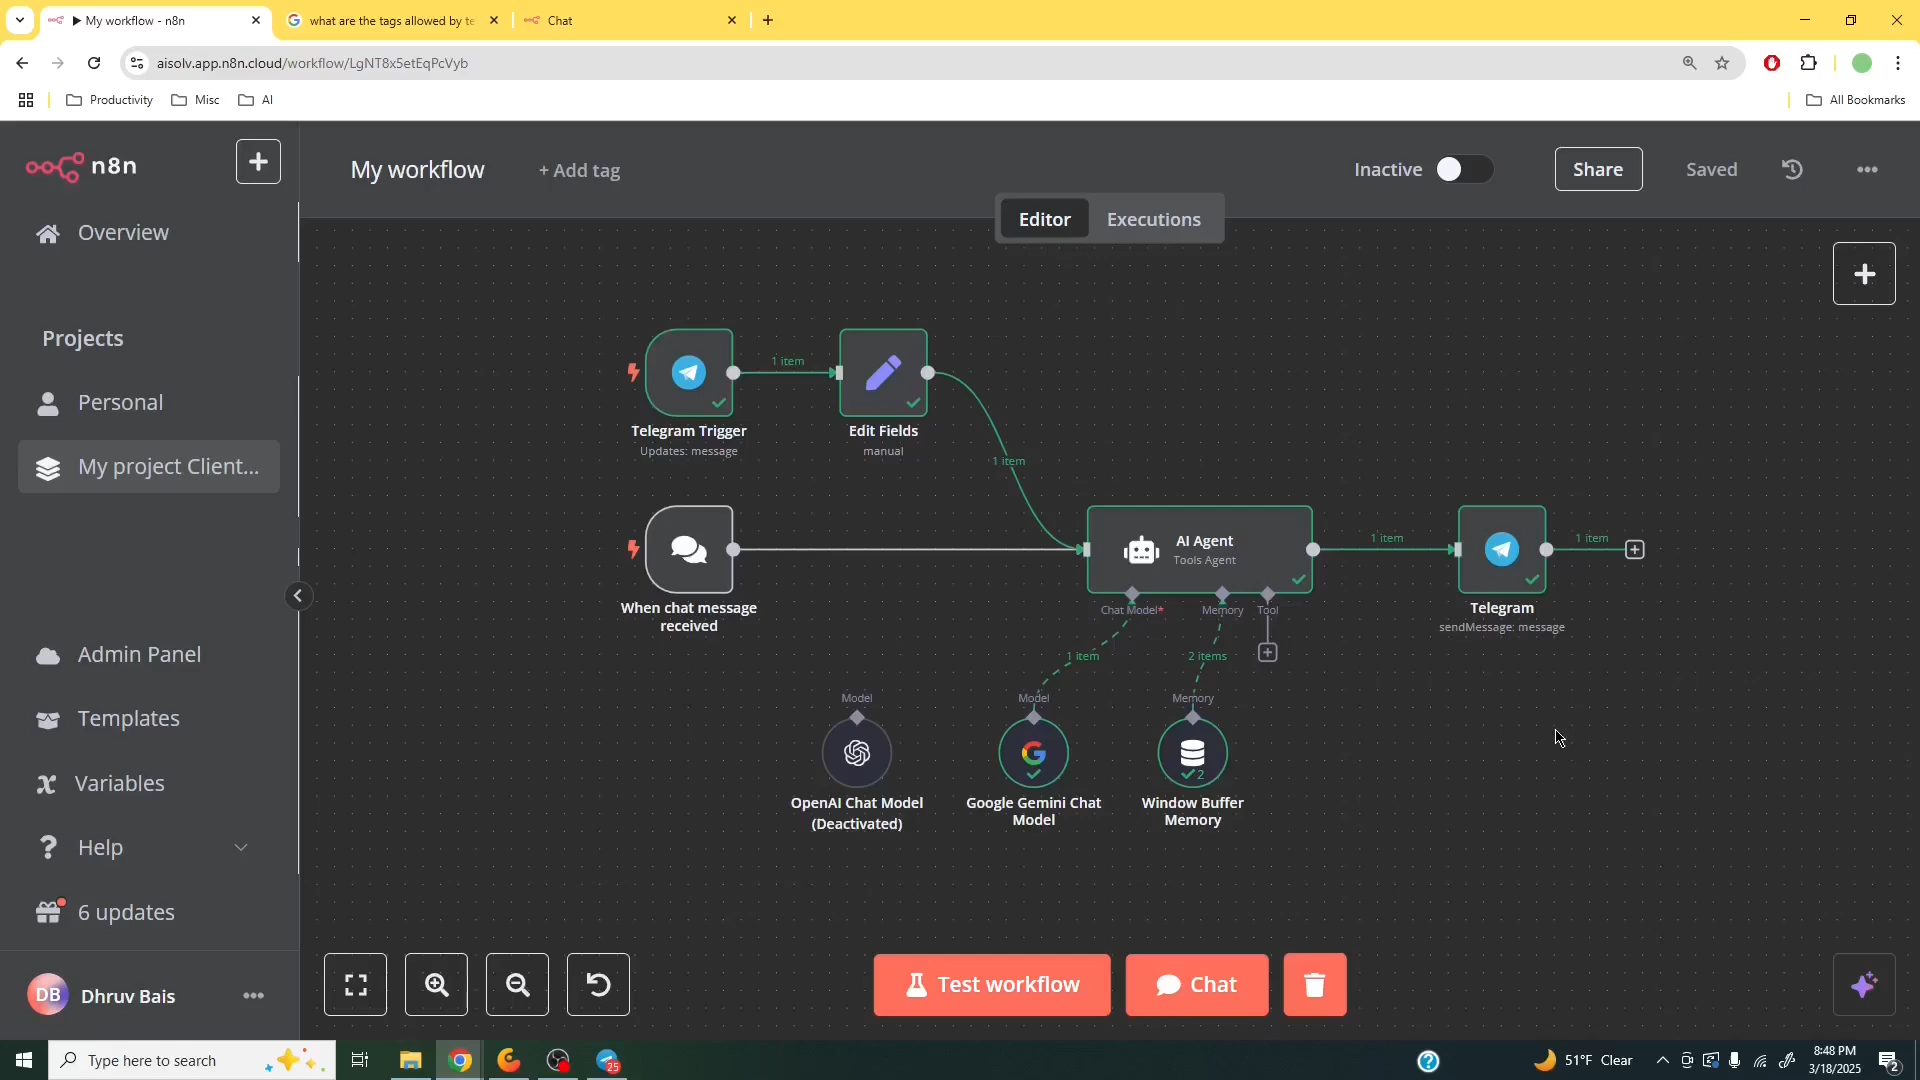 My workflow - n8n
what are the tags allowed by te
Chat
aisolv.app.n8n.cloud/workflow/LgNT8x5etEqPcVyb
Productivity
Misc
AI
All Bookmarks
n8n
My workflow
+ Add tag
Inactive
Share
Saved
Editor
Executions
Overview
Projects
Personal
My project Client...
Admin Panel
Templates
Variables
Help
6 updates
DB
Dhruv Bais
1 item
Telegram Trigger
Updates: message
Edit Fields
manual
1 item
When chat message
received
AI Agent
Tools Agent
Chat Model*
Memory
Tool
1 item
1 item
Telegram
sendMessage: message
1 item
2 items
Model
Model
Memory
2
OpenAI Chat Model
(Deactivated)
Google Gemini Chat
Model
Window Buffer
Memory
Test workflow
Chat
Type here to search
25
51°F Clear
8:48 PM
3/18/2025
2